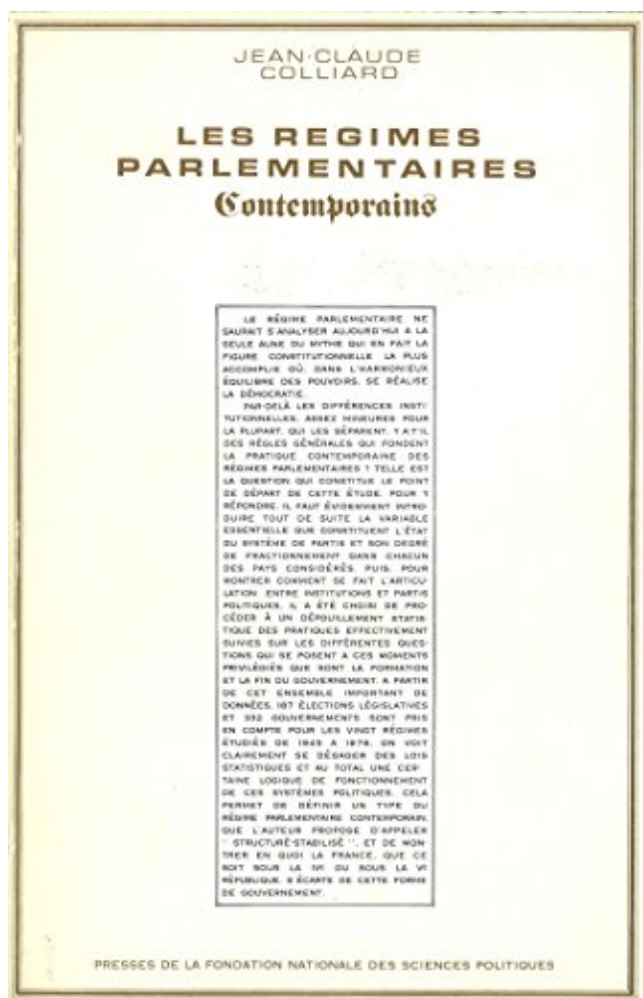 JEAN-CLAUDE
COLLIARD
LES REGIMES
PARLEMENTAIRES
Contemporains
LE RÉGIME PARLEMENTAIRE NE
SAURAIT S'ANALYSER AUJOURD'HUI A LA
SEULE AUNE DU MYTHE QUI EN FAIT LA
FIGURE CONSTITUTIONNELLE LA PLUS
ACCOMPLIE OÙ, DANS L'HARMONIEUX
ÉQUILIBRE DES POUVOIRS, SE RÉALISE
LA DÉMOCRATIE.
PAR-DELÀ LES DIFFÉRENCES INSTI-
TUTIONNELLES, ASSEZ MINEURES POUR
LA PLUPART, QUI LES SÉPARENT, Y A T'IL
DES RÈGLES GÉNÉRALES QUI FONDENT
LA PRATIQUE CONTEMPORAINE DES
RÉGIMES PARLEMENTAIRES ? TELLE EST
LA QUESTION QUI CONSTITUE LE POINT
DE DÉPART DE CETTE ÉTUDE. POUR Y
RÉPONDRE, IL FAUT ÉVIDEMMENT INTRO-
DUIRE TOUT DE SUITE LA VARIABLE
ESSENTIELLE QUE CONSTITUENT L'ÉTAT
DU SYSTÈME DE PARTIS ET SON DEGRÉ
DE FRACTIONNEMENT DANS CHACUN
DES PAYS CONSIDÉRÉS. PUIS, POUR
MONTRER COMMENT SE FAIT L'ARTICU-
LATION ENTRE INSTITUTIONS ET PARTIS
POLITIQUES, IL A ÉTÉ CHOISI DE PRO-
CÉDER À UN DÉPOUILLEMENT STATIS-
TIQUE DES PRATIQUES EFFECTIVEMENT
SUIVIES SUR LES DIFFÉRENTES QUES-
TIONS QUI SE POSENT A CES MOMENTS
PRIVILÉGIÉS QUE SONT LA FORMATION
ET LA FIN DU GOUVERNEMENT. A PARTIR
DE CET ENSEMBLE IMPORTANT DE
DONNÉES, 187 ÉLECTIONS LÉGISLATIVES
ET 332 GOUVERNEMENTS SONT PRIS
EN COMPTE POUR LES VINGT RÉGIMES
ÉTUDIÉS DE 1945 A 1978, ON VOIT
CLAIREMENT SE DÉGAGER DES LOIS
STATISTIQUES ET AU TOTAL UNE CER-
TAINE LOGIQUE DE FONCTIONNEMENT
DE CES SYSTÈMES POLITIQUES. CELA
PERMET DE DÉFINIR UN TYPE DU
RÉGIME PARLEMENTAIRE CONTEMPORAIN,
QUE L'AUTEUR PROPOSE D'APPELER
" STRUCTURÉ-STABILISÉ ", ET DE MON-
TRER EN QUOI LA FRANCE, QUE CE
SOIT SOUS LA IVᵉ OU SOUS LA Vᵉ
RÉPUBLIQUE, S'ÉCARTE DE CETTE FORME
DE GOUVERNEMENT.
PRESSES DE LA FONDATION NATIONALE DES SCIENCES POLITIQUES